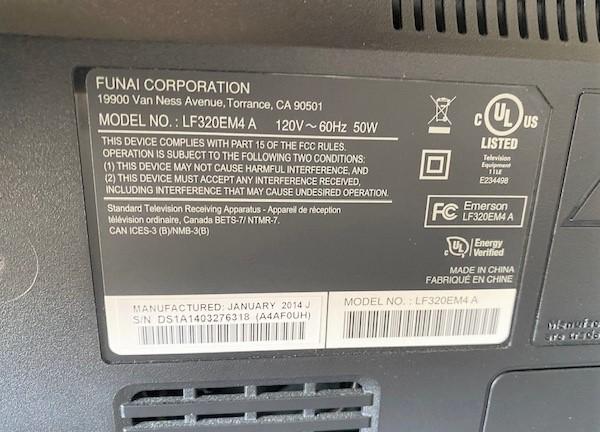 FUNAI CORPORATION
19900 Van Ness Avenue, Torrance, CA 90501
MODEL NO. : LF320EM4 A 120V ~ 60Hz 50W
THIS DEVICE COMPLIES WITH PART 15 OF THE FCC RULES.
OPERATION IS SUBJECT TO THE FOLLOWING TWO CONDITIONS:
(1) THIS DEVICE MAY NOT CAUSE HARMFUL INTERFERENCE, AND
(2) THIS DEVICE MUST ACCEPT ANY INTERFERENCE RECEIVED,
INCLUDING INTERFERENCE THAT MAY CAUSE UNDESIRED OPERATION.
Standard Television Receiving Apparatus - Appareil de réception
télévision ordinaire, Canada BETS-7/ NTMR-7.
CAN ICES-3 (B)/NMB-3(B)
C UL US
LISTED
Television
Equipment
11LE
E234498
FC Emerson
LF320EM4 A
UL Energy
Verified
MADE IN CHINA
FABRIQUÉ EN CHINE
MANUFACTURED: JANUARY 2014 J
S/N DS1A1403276318 (A4AF0UH)
MODEL NO. : LF320EM4 A